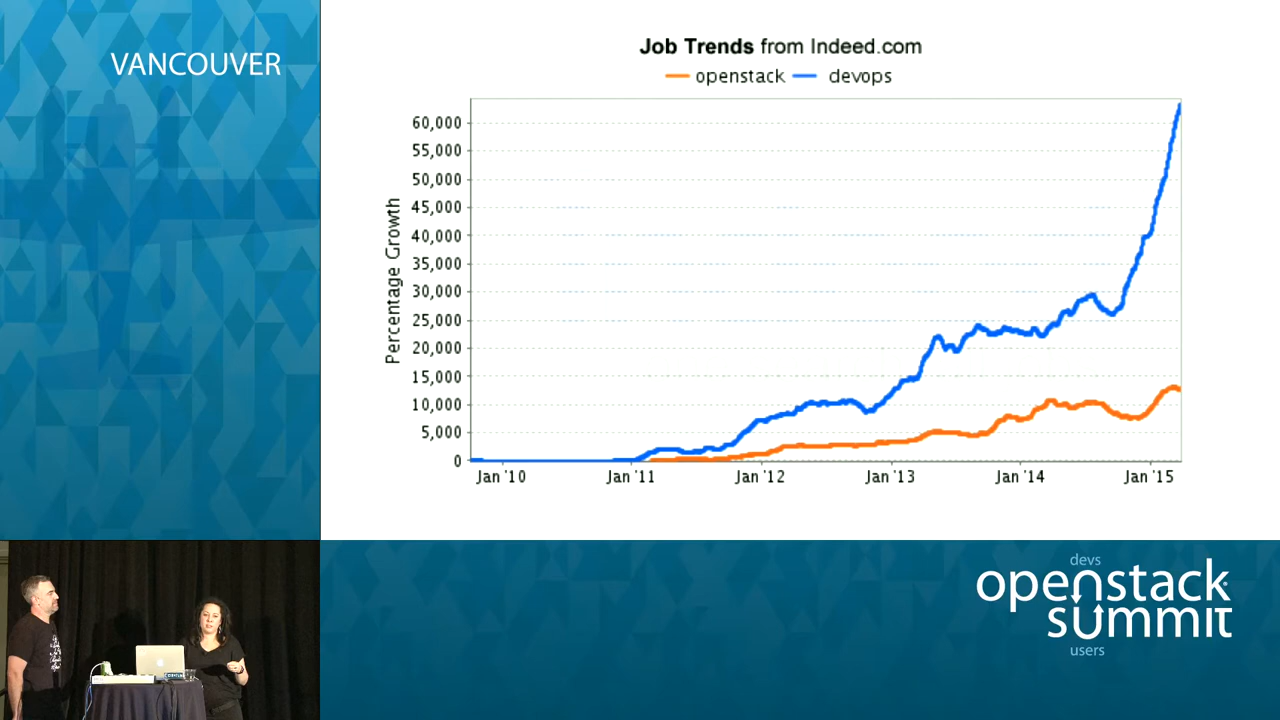 VANCOUVER
Job Trends from Indeed.com
openstack devops
Percentage Growth
60,000
55,000
50,000
45,000
40,000
35,000
30,000
25,000
20,000
15,000
10,000
5,000
0
Jan '10 Jan '11 Jan '12 Jan '13 Jan '14 Jan '15
devs
openstack
summit
users